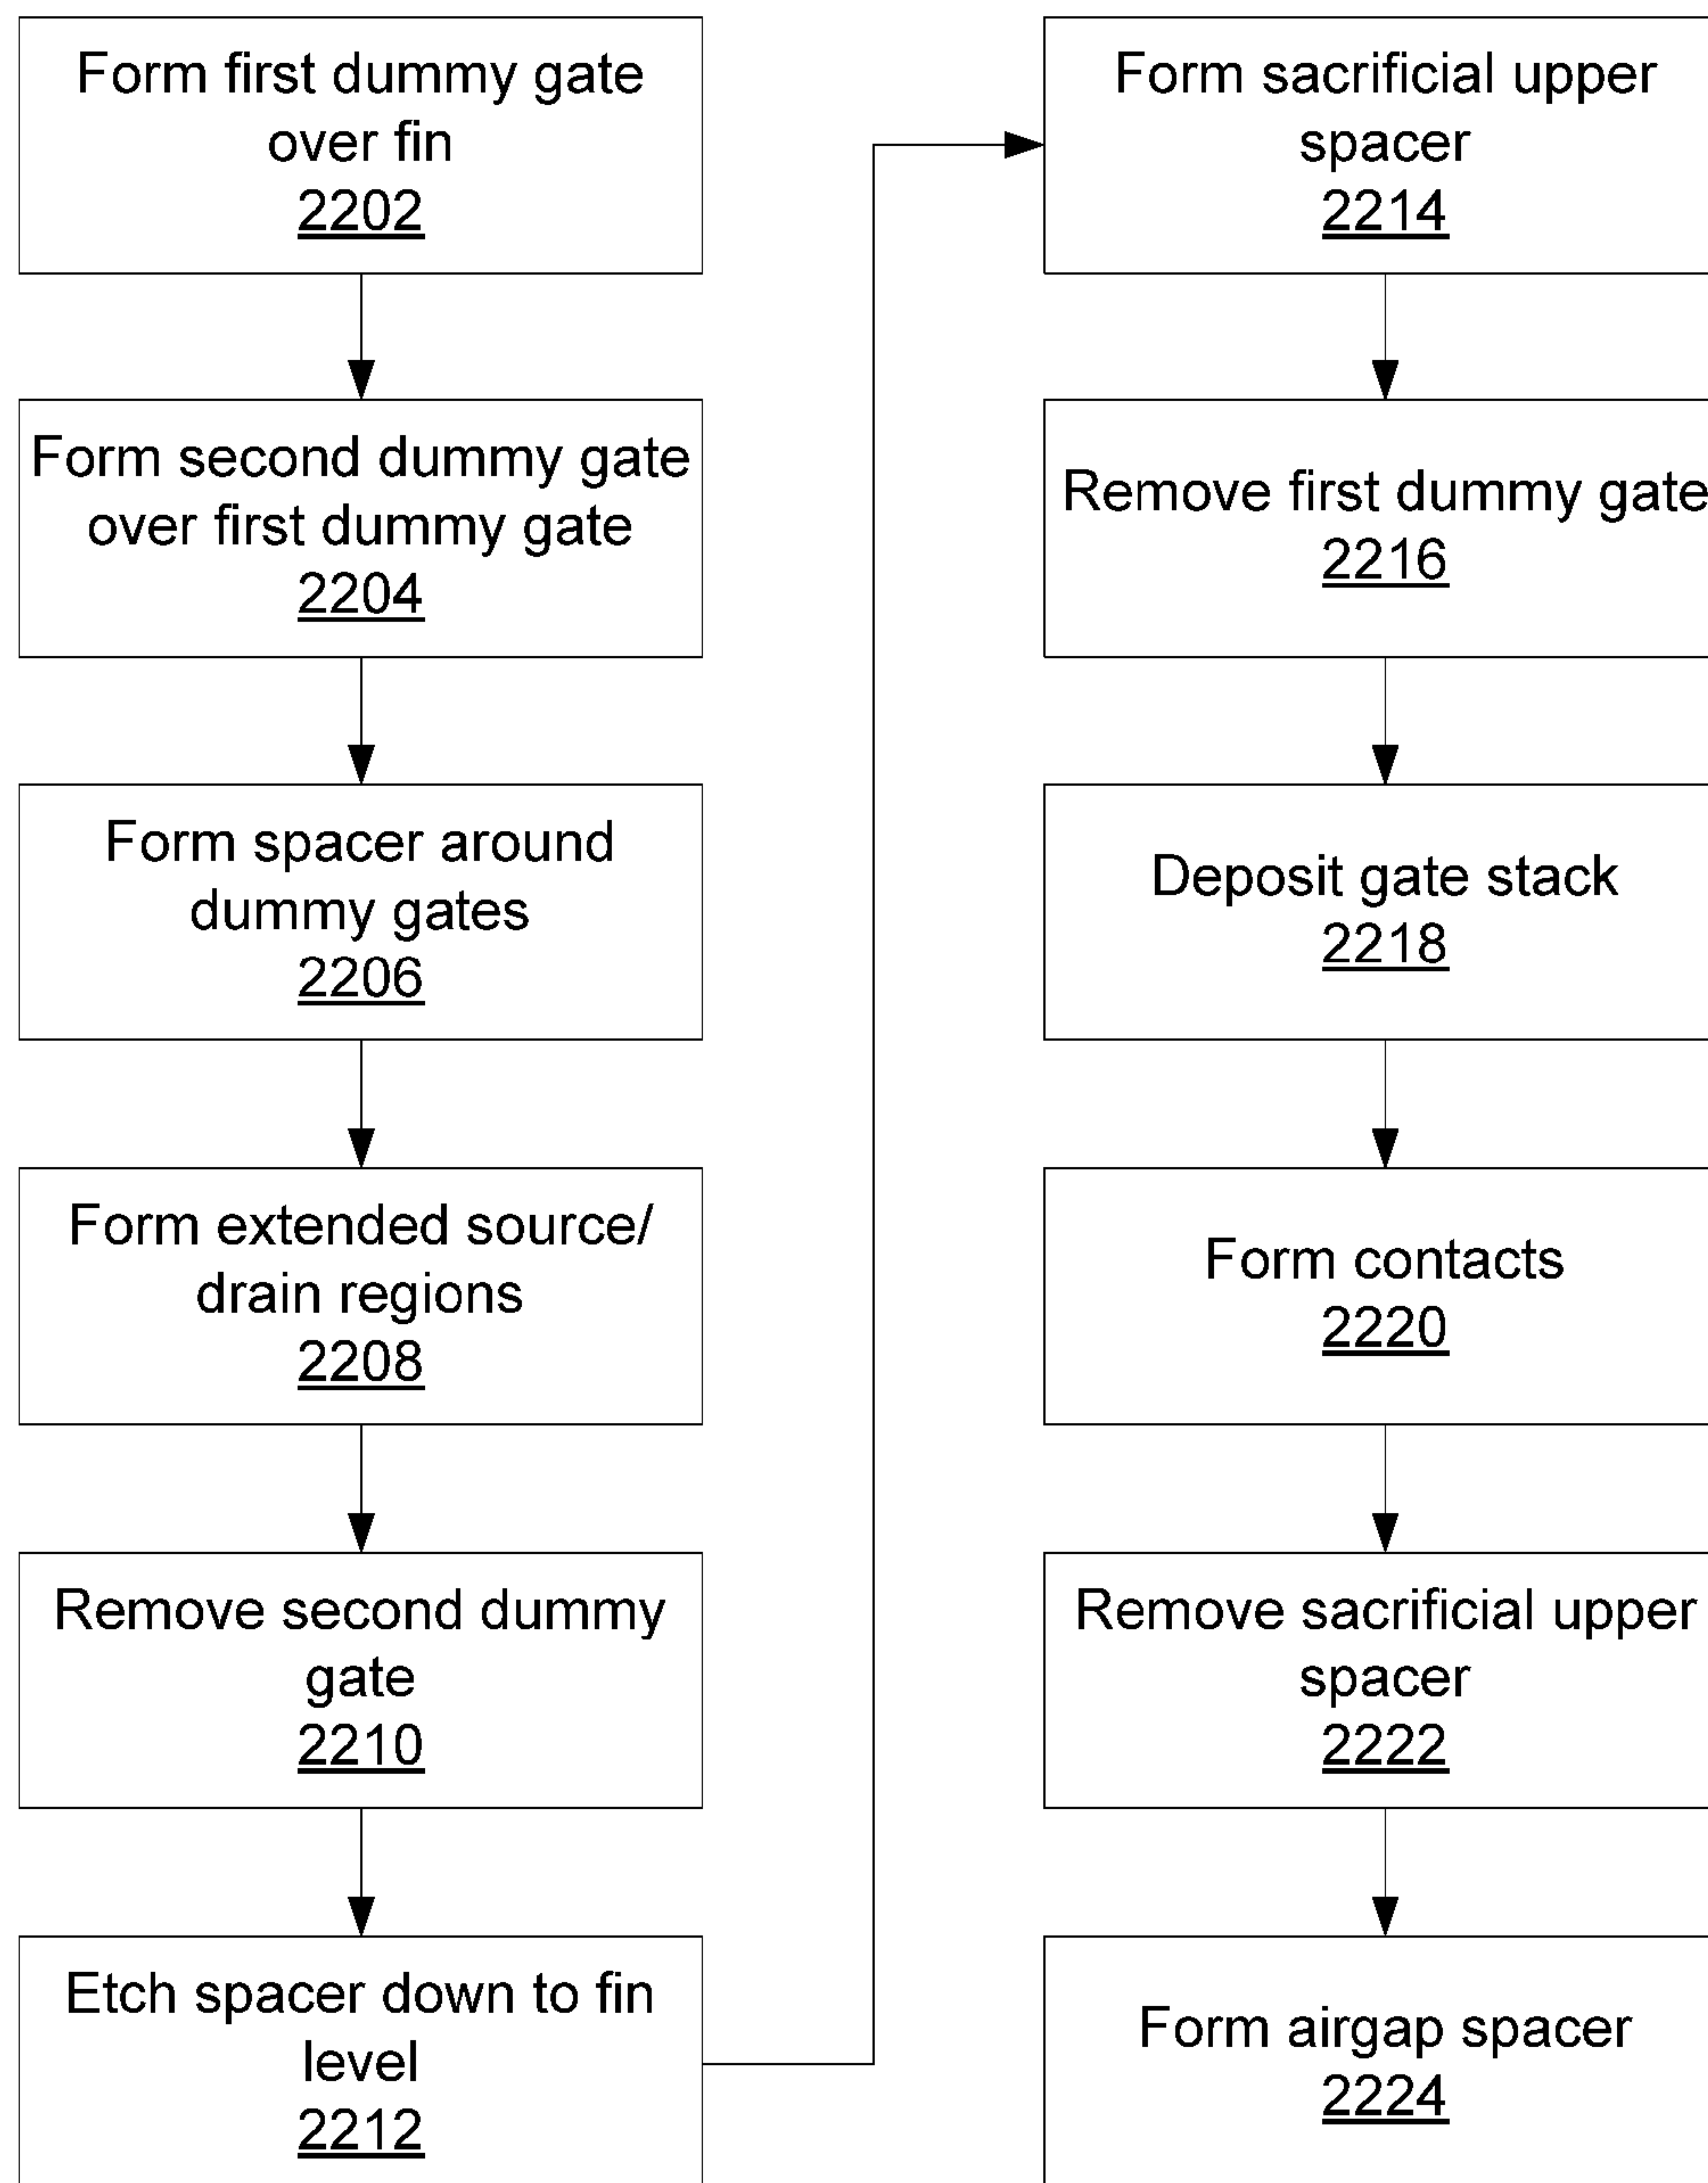 Form first dummy gate
over fin
2202
Form second dummy gate
over first dummy gate
2204
Form spacer around
dummy gates
2206
Form extended source/
drain regions
2208
Remove second dummy
gate
2210
Etch spacer down to fin
level
2212
Form sacrificial upper
spacer
2214
Remove first dummy gate
2216
Deposit gate stack
2218
Form contacts
2220
Remove sacrificial upper
spacer
2222
Form airgap spacer
2224